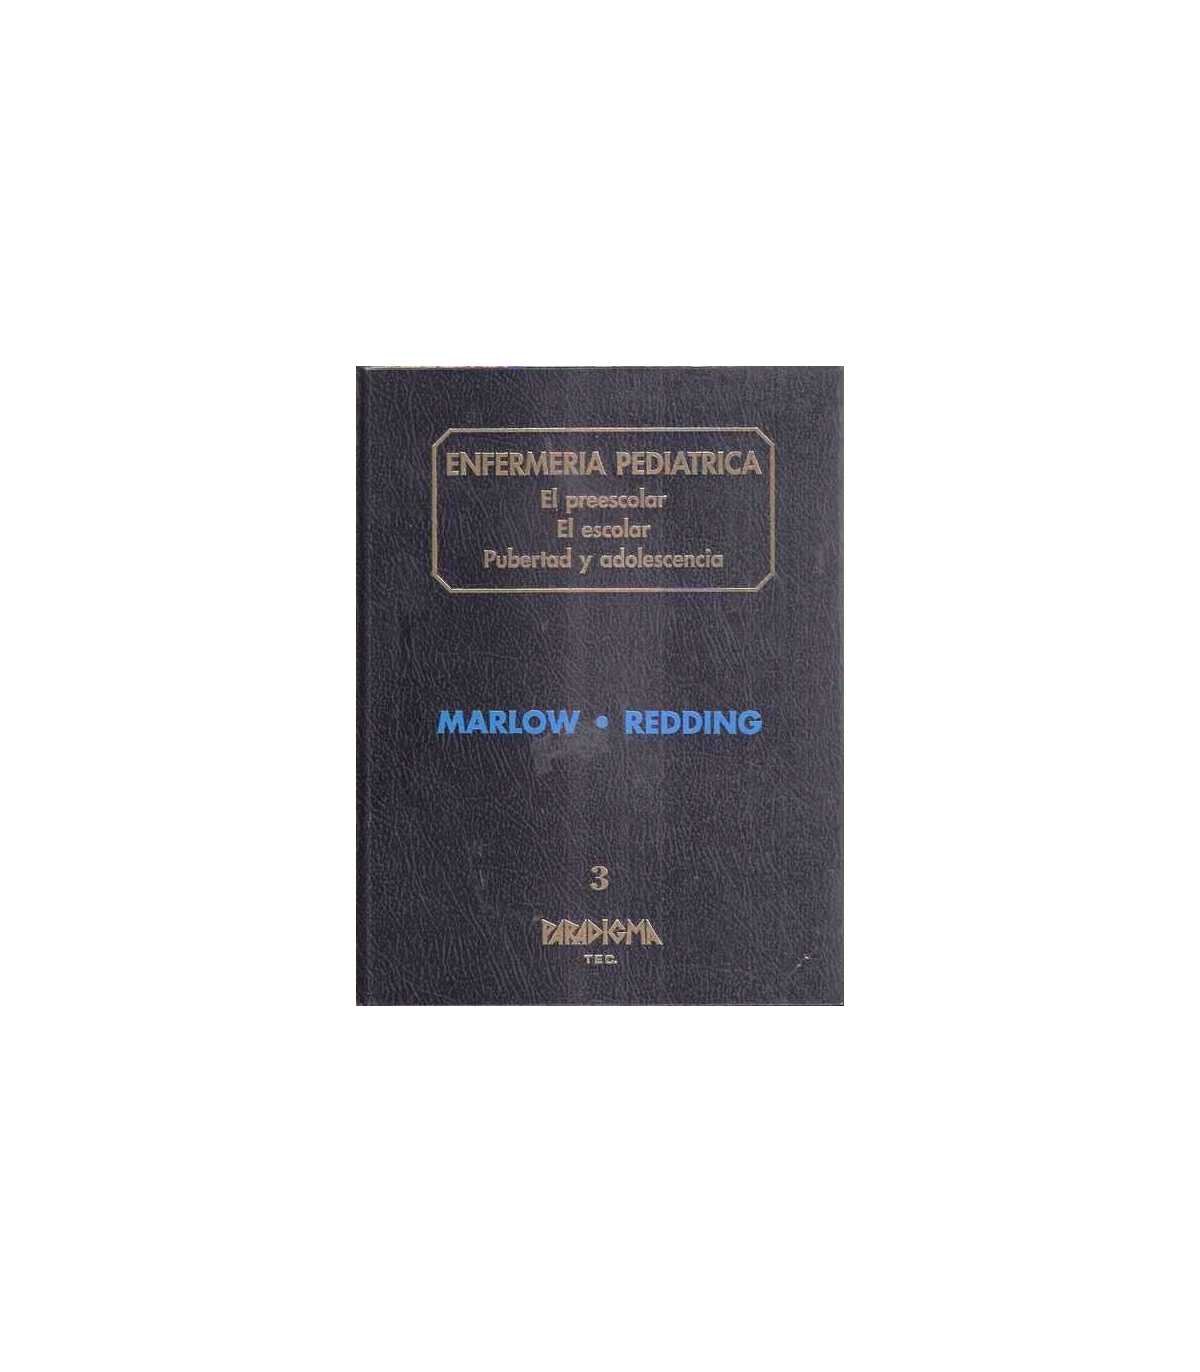 ENFERMERIA PEDIATRICA
El preescolar
El escolar
Pubertad y adolescencia
MARLOW • REDDING
3
PARADIGMA
TEC.